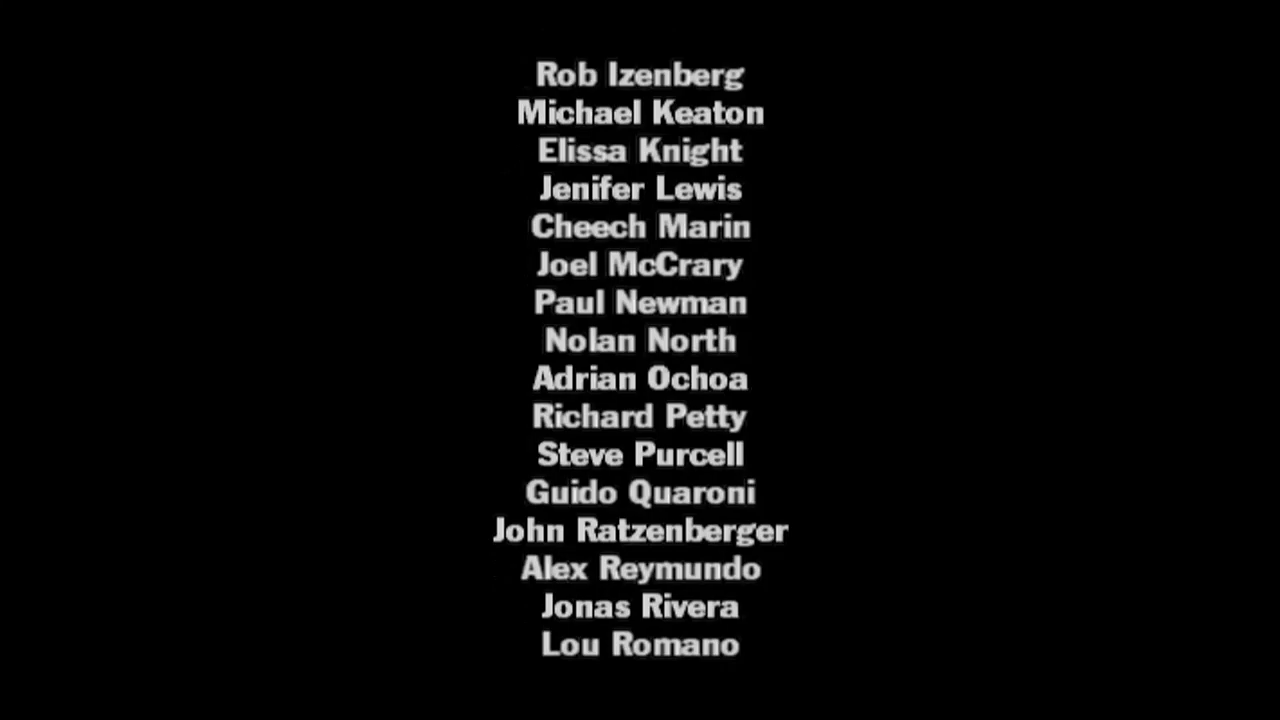 Rob Izenberg
Michael Keaton
Elissa Knight
Jenifer Lewis
Cheech Marin
Joel McCrary
Paul Newman
Nolan North
Adrian Ochoa
Richard Petty
Steve Purcell
Guido Quaroni
John Ratzenberger
Alex Reymundo
Jonas Rivera
Lou Romano